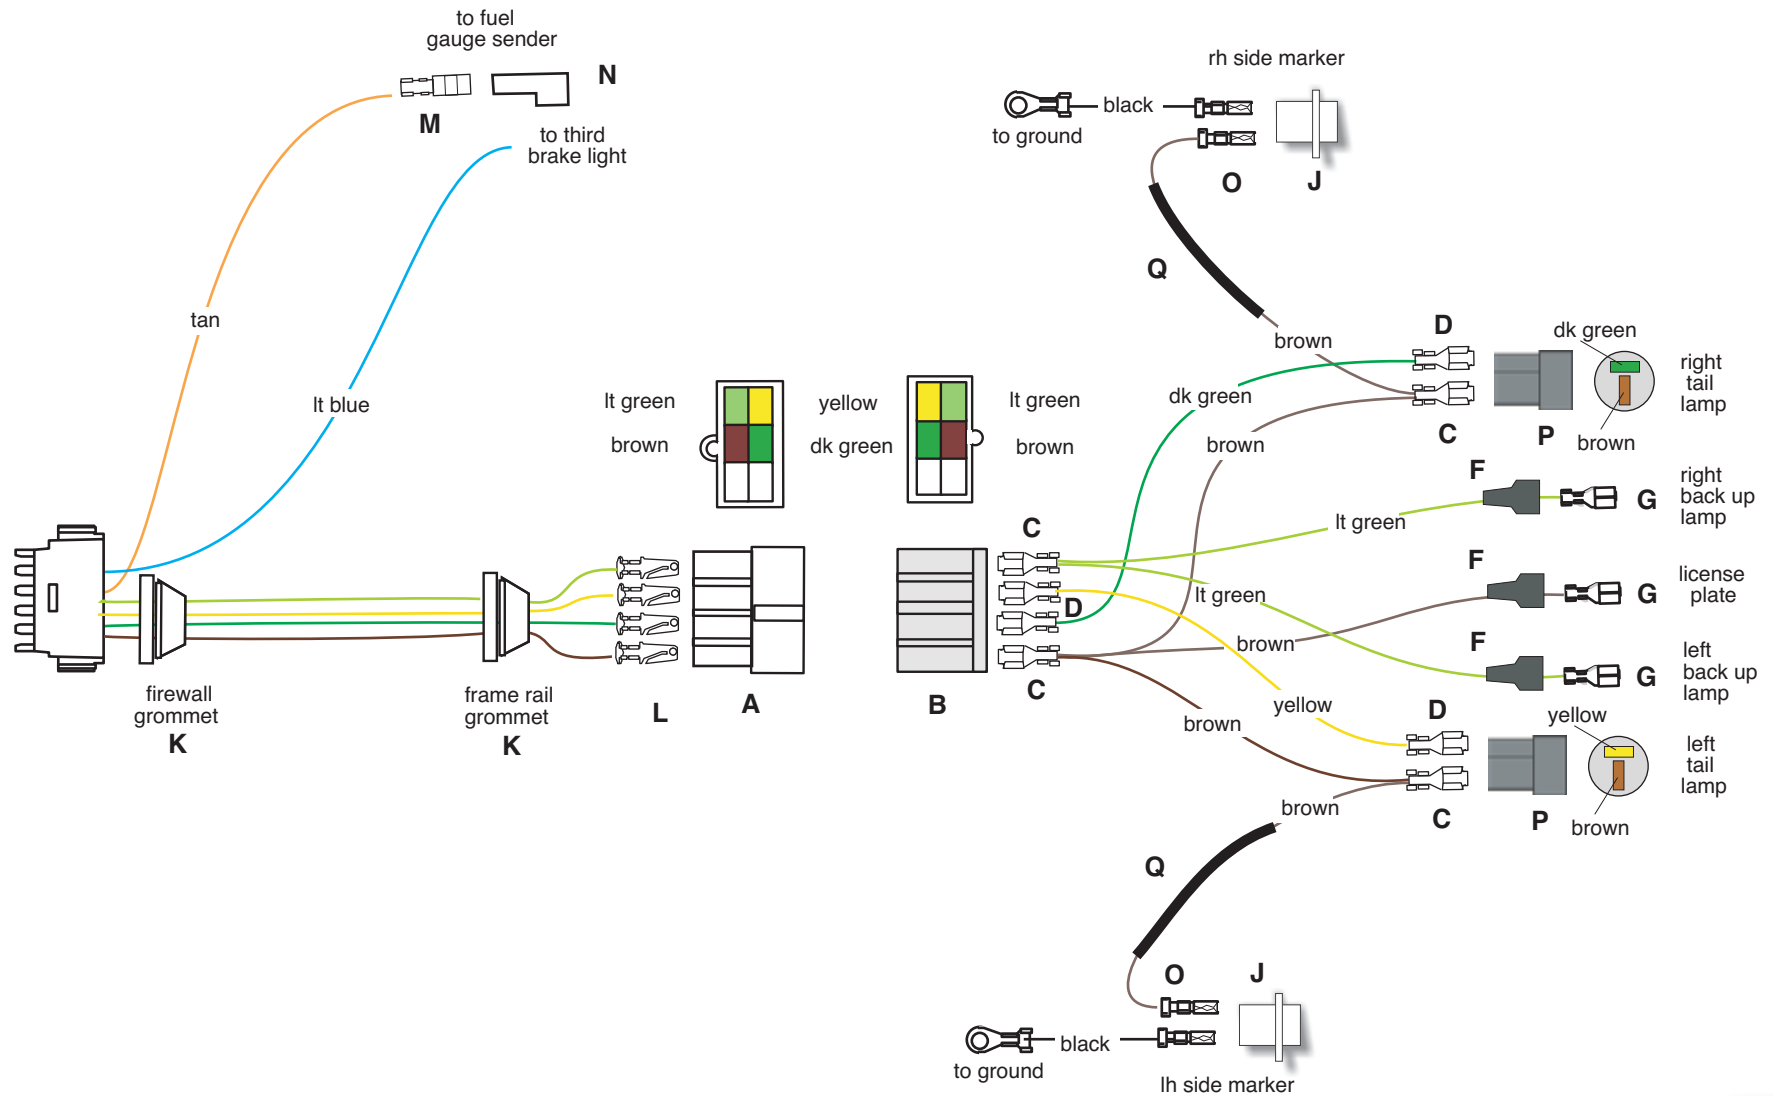 to fuel
gauge sender
N
M
to third
brake light
tan
lt blue
rh side marker
black
to ground
O
J
Q
brown
D
dk green
right
tail
lamp
dk green
C
P
brown
brown
lt green
yellow
lt green
brown
dk green
brown
F
right
back up
lamp
G
lt green
C
F
license
plate
G
lt green
D
brown
F
left
back up
lamp
G
C
B
A
L
firewall
grommet
K
frame rail
grommet
K
yellow
brown
D
yellow
left
tail
lamp
brown
C
P
brown
Q
O
J
black
to ground
lh side marker